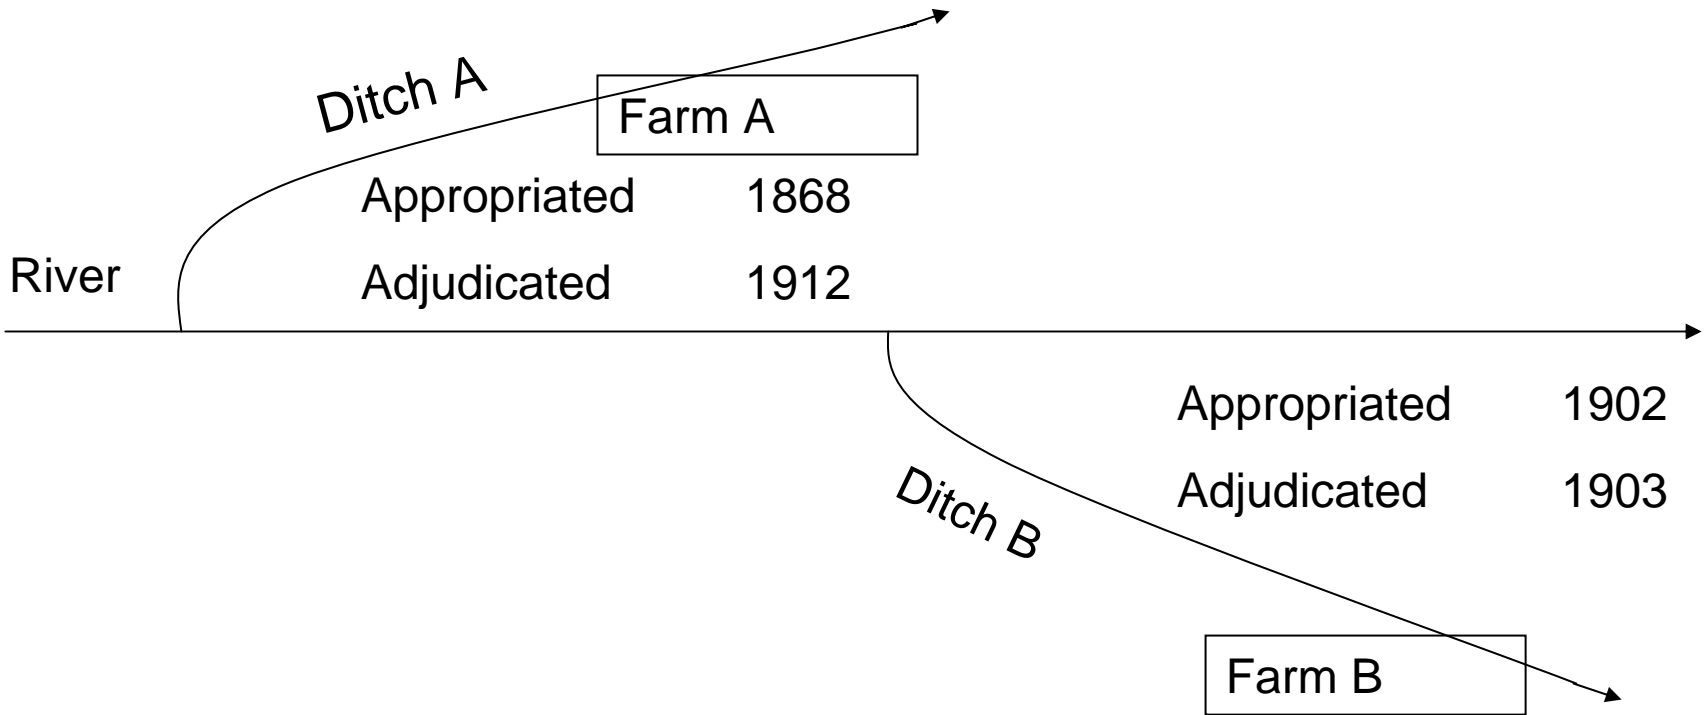 Ditch A
Farm A
Appropriated 1868
River
Adjudicated 1912
Appropriated 1902
Adjudicated 1903
Ditch B
Farm B